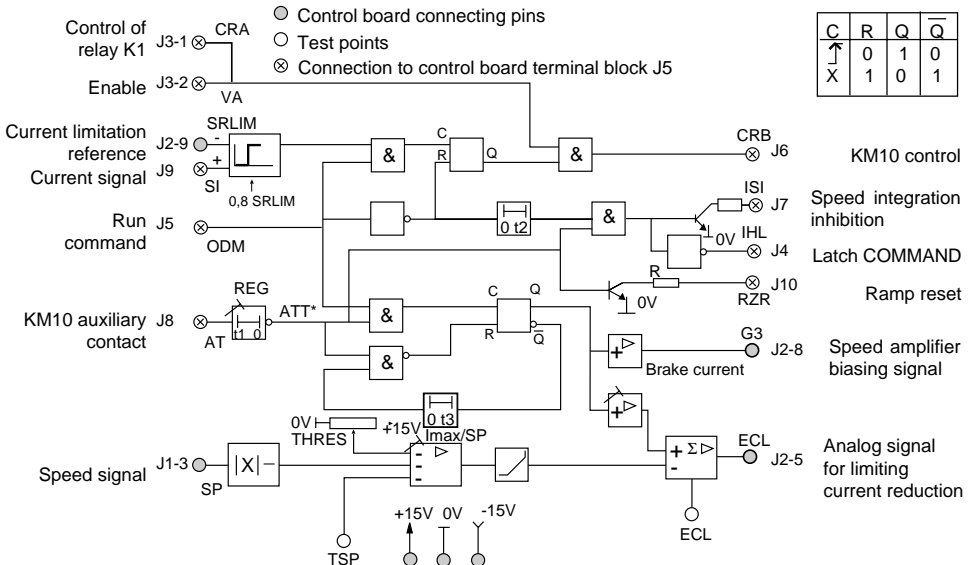 Control board connecting pins
Test points
Connection to control board terminal block J5
C R Q Q
0 1 0
X 1 0 1
Control of
relay K1
J3-1
CRA
Enable
J3-2
VA
Current limitation
reference
J2-9
-
SRLIM
Current signal
J9
+
SI
0,8 SRLIM
&
C
R
Q
&
CRB
J6
KM10 control
Run
command
J5
ODM
0 t2
&
ISI
J7
Speed integration
inhibition
0V
IHL
J4
Latch COMMAND
R
0V
J10
RZR
Ramp reset
KM10 auxiliary
contact
J8
AT
REG
t1 0
ATT*
&
&
C
R
Q
Q
0 t3
+
Brake current
G3
J2-8
Speed amplifier
biasing signal
+
0V
THRES
+15V
Imax/SP
-
-
-
Speed signal
J1-3
SP
|X|
+
-
Σ
ECL
J2-5
Analog signal
for limiting
current reduction
TSP
+15V
0V
-15V
ECL